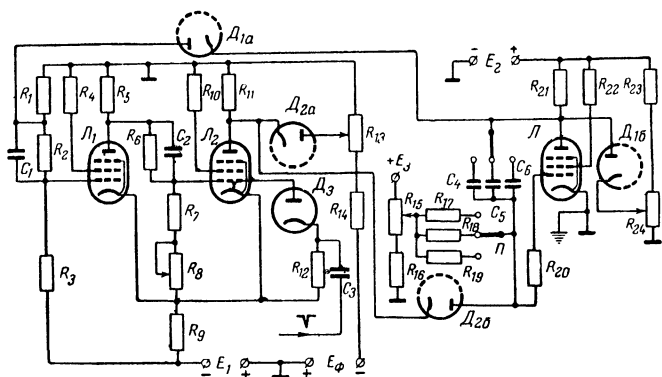 Д1а
− E2 +
R1 R4 R5 R10 R11 Д2а R21 R22 R23
Л1 R6 C2 Л2 R13 Л Д1б
C1 R2 +E3 C4 C6
Д3 R15 R17 C5
R7 R14 R18 П R24
R3 R8 R12 C3 R16 R19 R20
R9 Д2б
− E1 + + EФ −